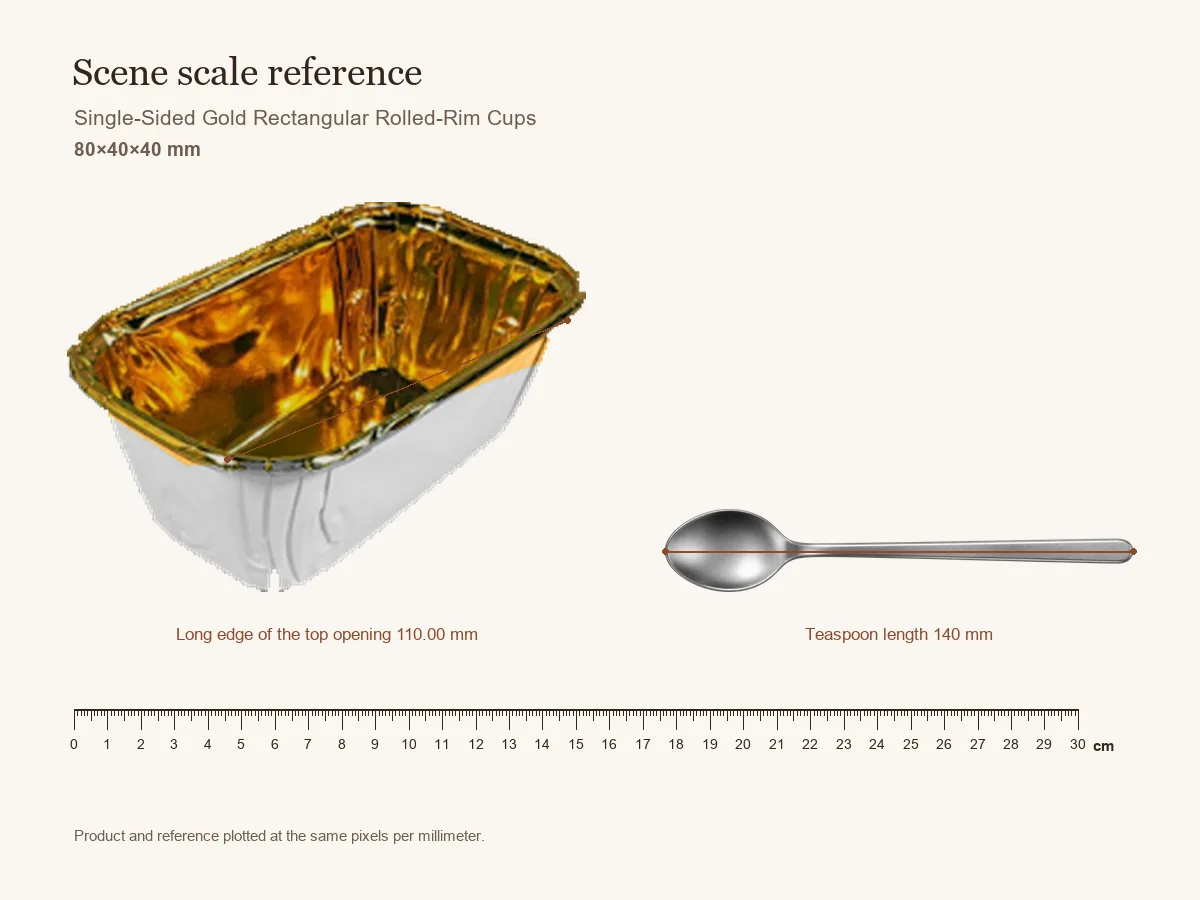 Scene scale reference
Single-Sided Gold Rectangular Rolled-Rim Cups
80×40×40 mm
Long edge of the top opening 110.00 mm
Teaspoon length 140 mm
0 1 2 3 4 5 6 7 8 9 10 11 12 13 14 15 16 17 18 19 20 21 22 23 24 25 26 27 28 29 30 cm
Product and reference plotted at the same pixels per millimeter.